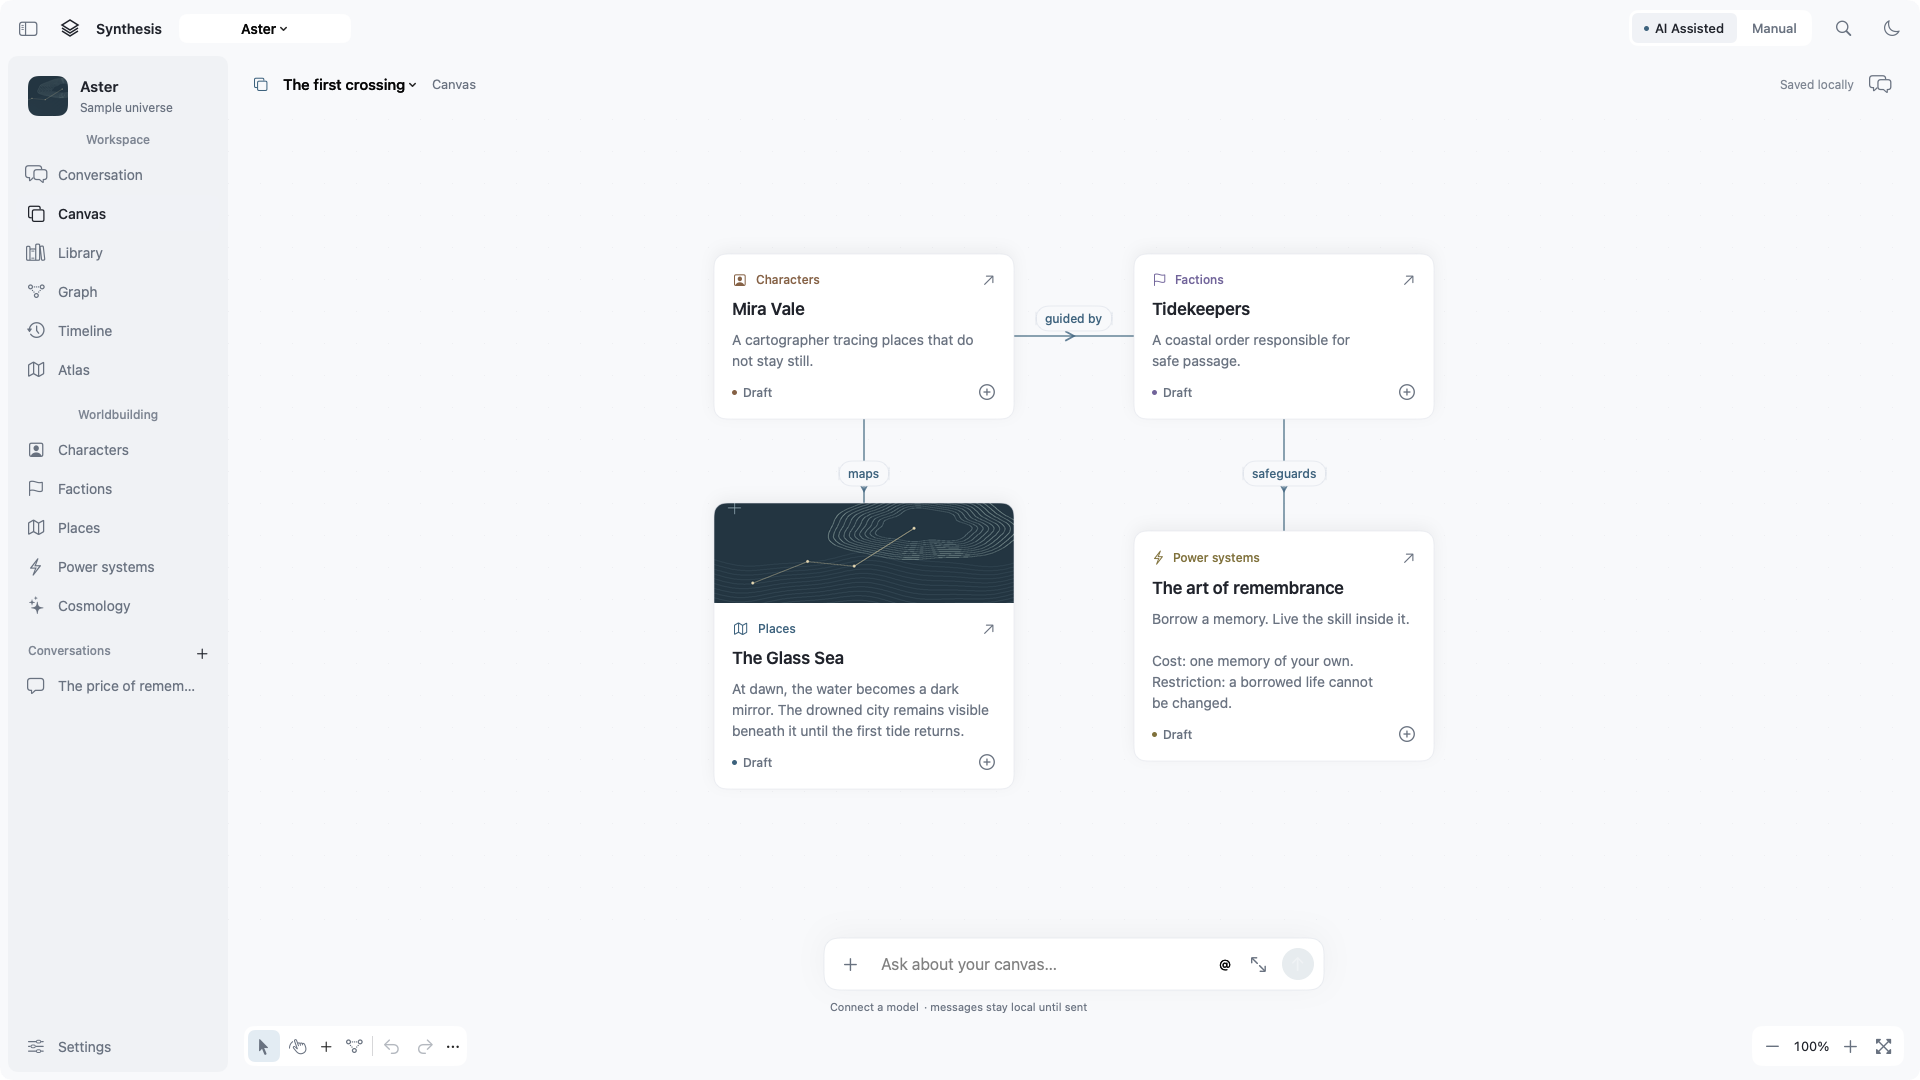 Synthesis
Aster
AI Assisted
Manual
Aster
Sample universe
Workspace
Conversation
Canvas
Library
Graph
Timeline
Atlas
Worldbuilding
Characters
Factions
Places
Power systems
Cosmology
Conversations
The price of remem...
Settings
The first crossing
Canvas
Saved locally
Characters
Mira Vale
A cartographer tracing places that do
not stay still.
Draft
guided by
Factions
Tidekeepers
A coastal order responsible for
safe passage.
Draft
maps
safeguards
Places
The Glass Sea
At dawn, the water becomes a dark
mirror. The drowned city remains visible
beneath it until the first tide returns.
Draft
Power systems
The art of remembrance
Borrow a memory. Live the skill inside it.
Cost: one memory of your own.
Restriction: a borrowed life cannot
be changed.
Draft
Ask about your canvas...
@
Connect a model · messages stay local until sent
100%